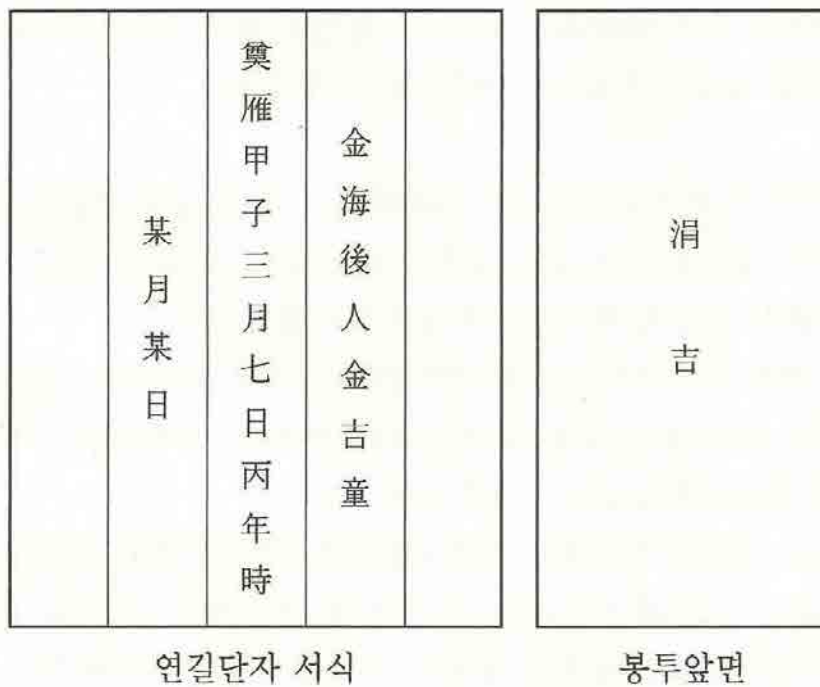 金海後人金吉童
奠雁甲子三月七日丙年時
某月某日
涓吉
연길단자 서식
봉투앞면